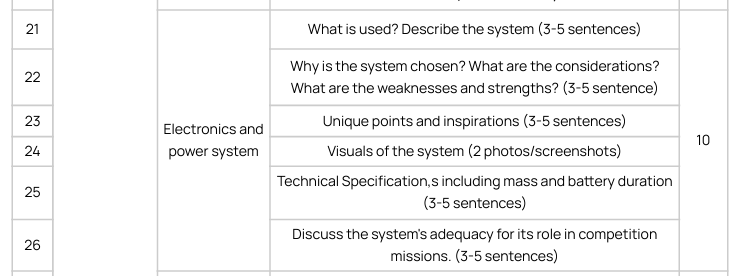 21
What is used? Describe the system (3-5 sentences)
22
Why is the system chosen? What are the considerations?
What are the weaknesses and strengths? (3-5 sentence)
23
Unique points and inspirations (3-5 sentences)
Electronics and
power system
24
Visuals of the system (2 photos/screenshots)
10
25
Technical Specification,s including mass and battery duration
(3-5 sentences)
26
Discuss the system's adequacy for its role in competition
missions. (3-5 sentences)